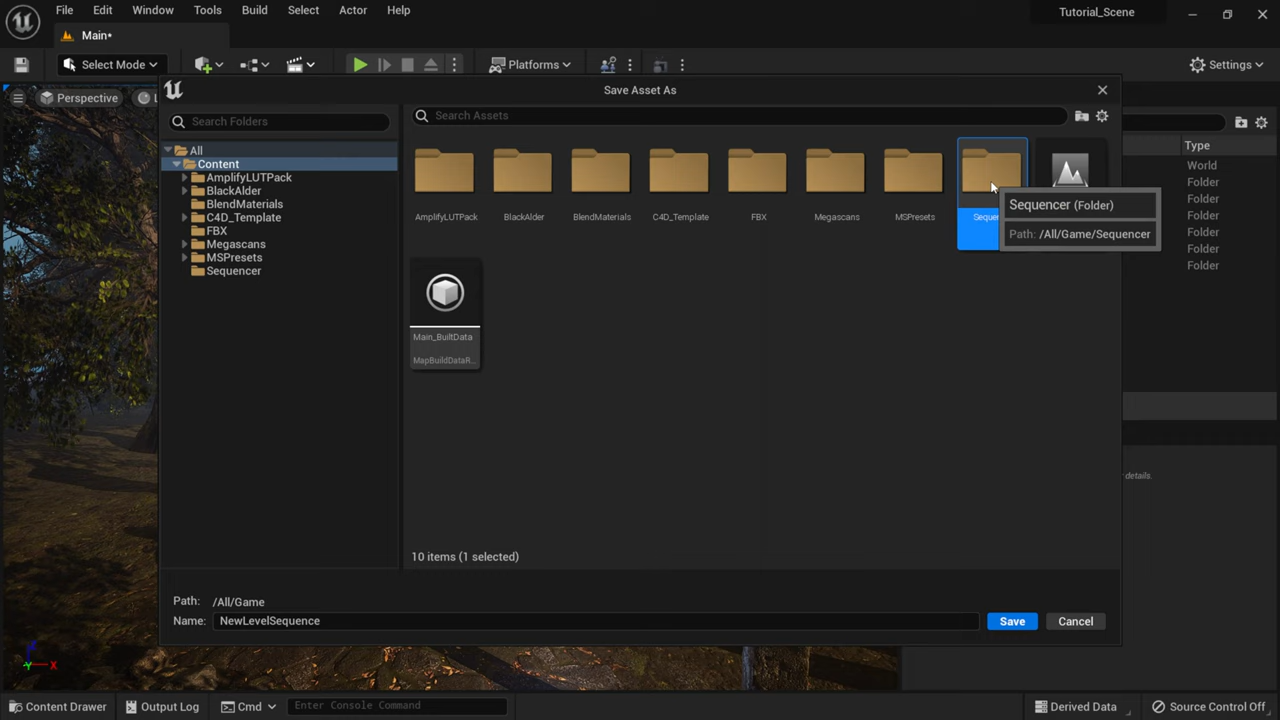 File Edit Window Tools Build Select Actor Help
Tutorial_Scene
Main*
Select Mode
Platforms
Settings
Perspective
L
Save Asset As
Search Folders
Search Assets
All
Content
AmplifyLUTPack
BlackAlder
BlendMaterials
C4D_Template
FBX
Megascans
MSPresets
Sequencer
AmplifyLUTPack BlackAlder BlendMaterials C4D_Template FBX Megascans MSPresets Seque
Sequencer (Folder)
Path: /All/Game/Sequencer
Main_BuiltData
MapBuildDataR...
10 items (1 selected)
Path: /All/Game
Name: NewLevelSequence
Save Cancel
Type
World
Folder
Folder
Folder
Folder
Folder
Folder
details.
Content Drawer Output Log Cmd Enter Console Command Derived Data Source Control Off